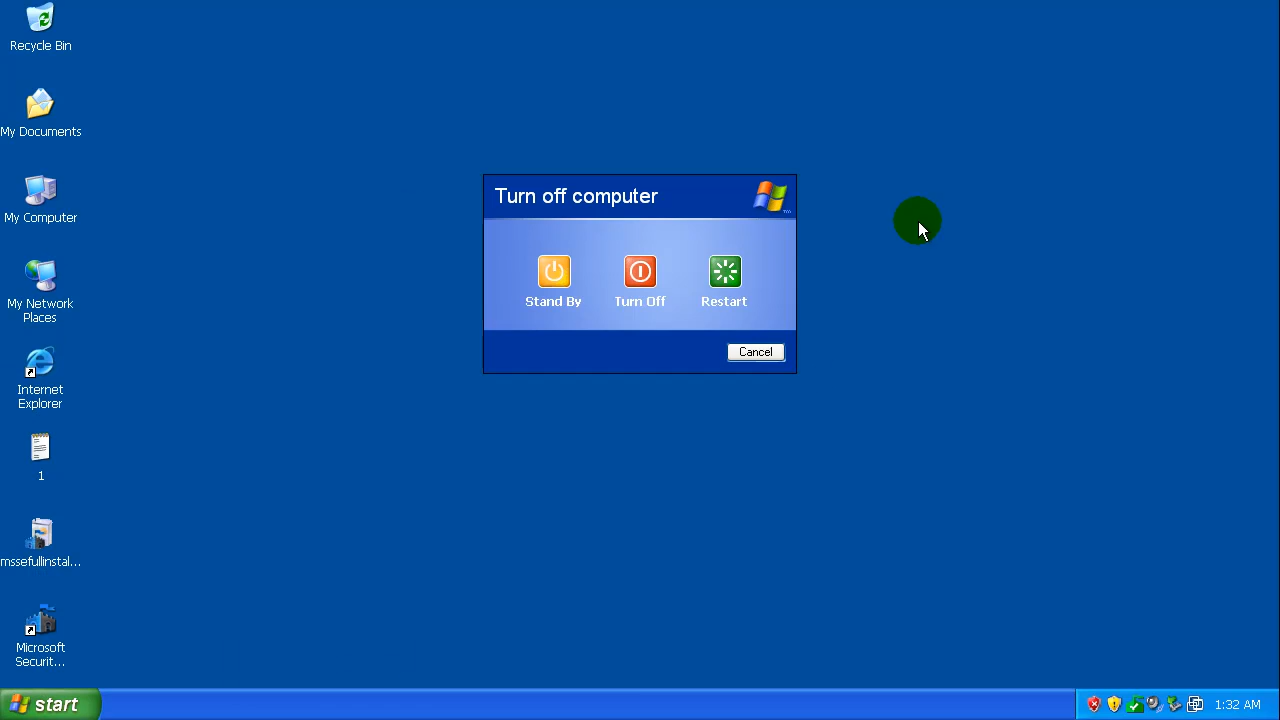 Recycle Bin
My Documents
My Computer
My Network
Places
Internet
Explorer
1
mssefullinstal...
Microsoft
Securit...
Turn off computer
Stand By
Turn Off
Restart
Cancel
start
1:32 AM